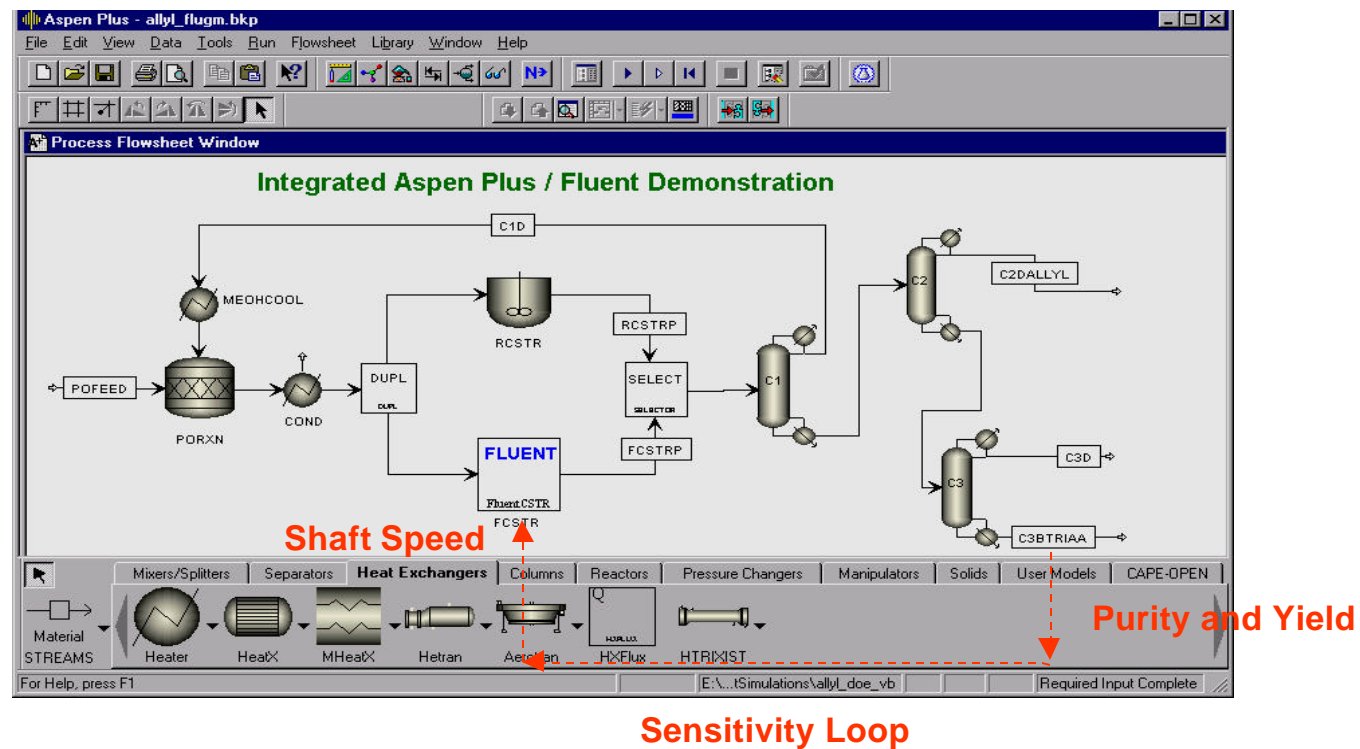 Aspen Plus - allyl_flugm.bkp
File Edit View Data Tools Run Flowsheet Library Window Help
N>
Process Flowsheet Window
Integrated Aspen Plus / Fluent Demonstration
C1D
C2
C2DALLYL
MEOHCOOL
RCSTR
RCSTRP
POFEED
PORXN
COND
DUPL
DUPL
SELECT
SELECTOR
C1
FLUENT
FluentCSTR
FCSTR
FCSTRP
C3D
C3
C3BTRIAA
Shaft Speed
Mixers/Splitters Separators Heat Exchangers Columns Reactors Pressure Changers Manipulators Solids User Models CAPE-OPEN
Q
Purity and Yield
Material
STREAMS Heater HeatX MHeatX Hetran Aerotran HXFlux HTRIXIST
For Help, press F1 E:\...tSimulations\allyl_doe_vb Required Input Complete
Sensitivity Loop